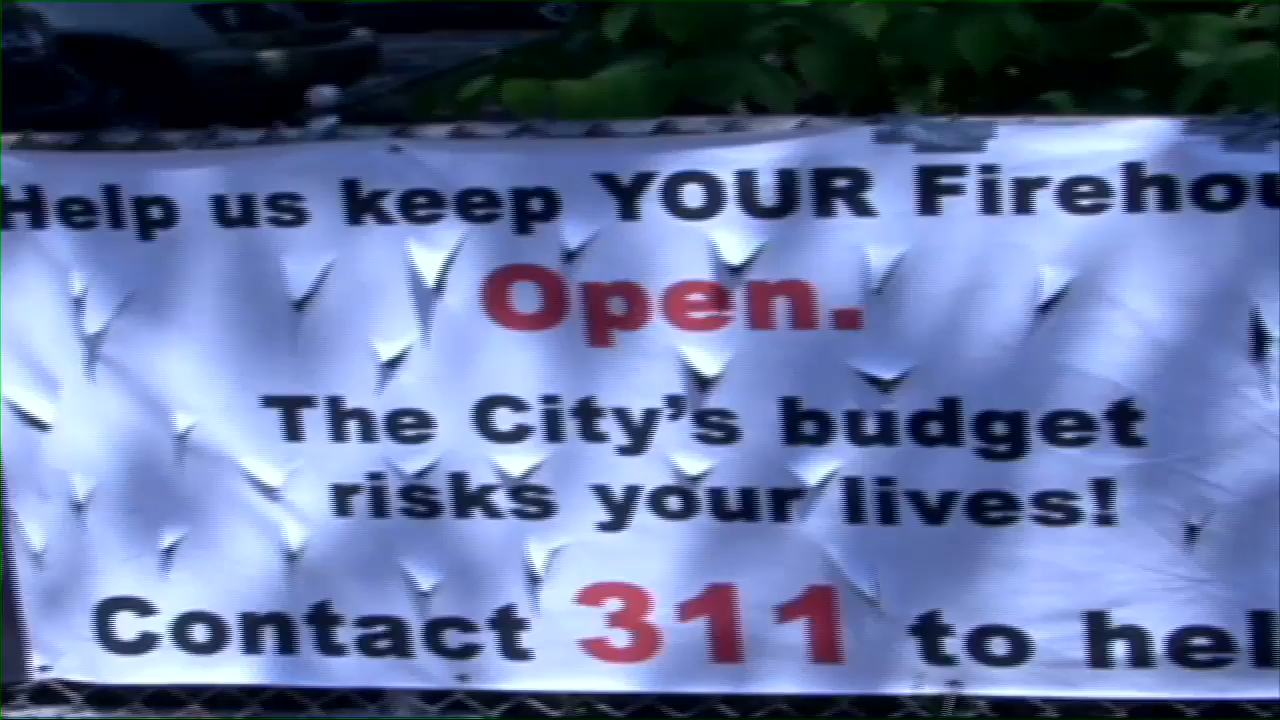 Help us keep YOUR Firehou
Open.
The City's budget
risks your lives!
Contact 311 to hel